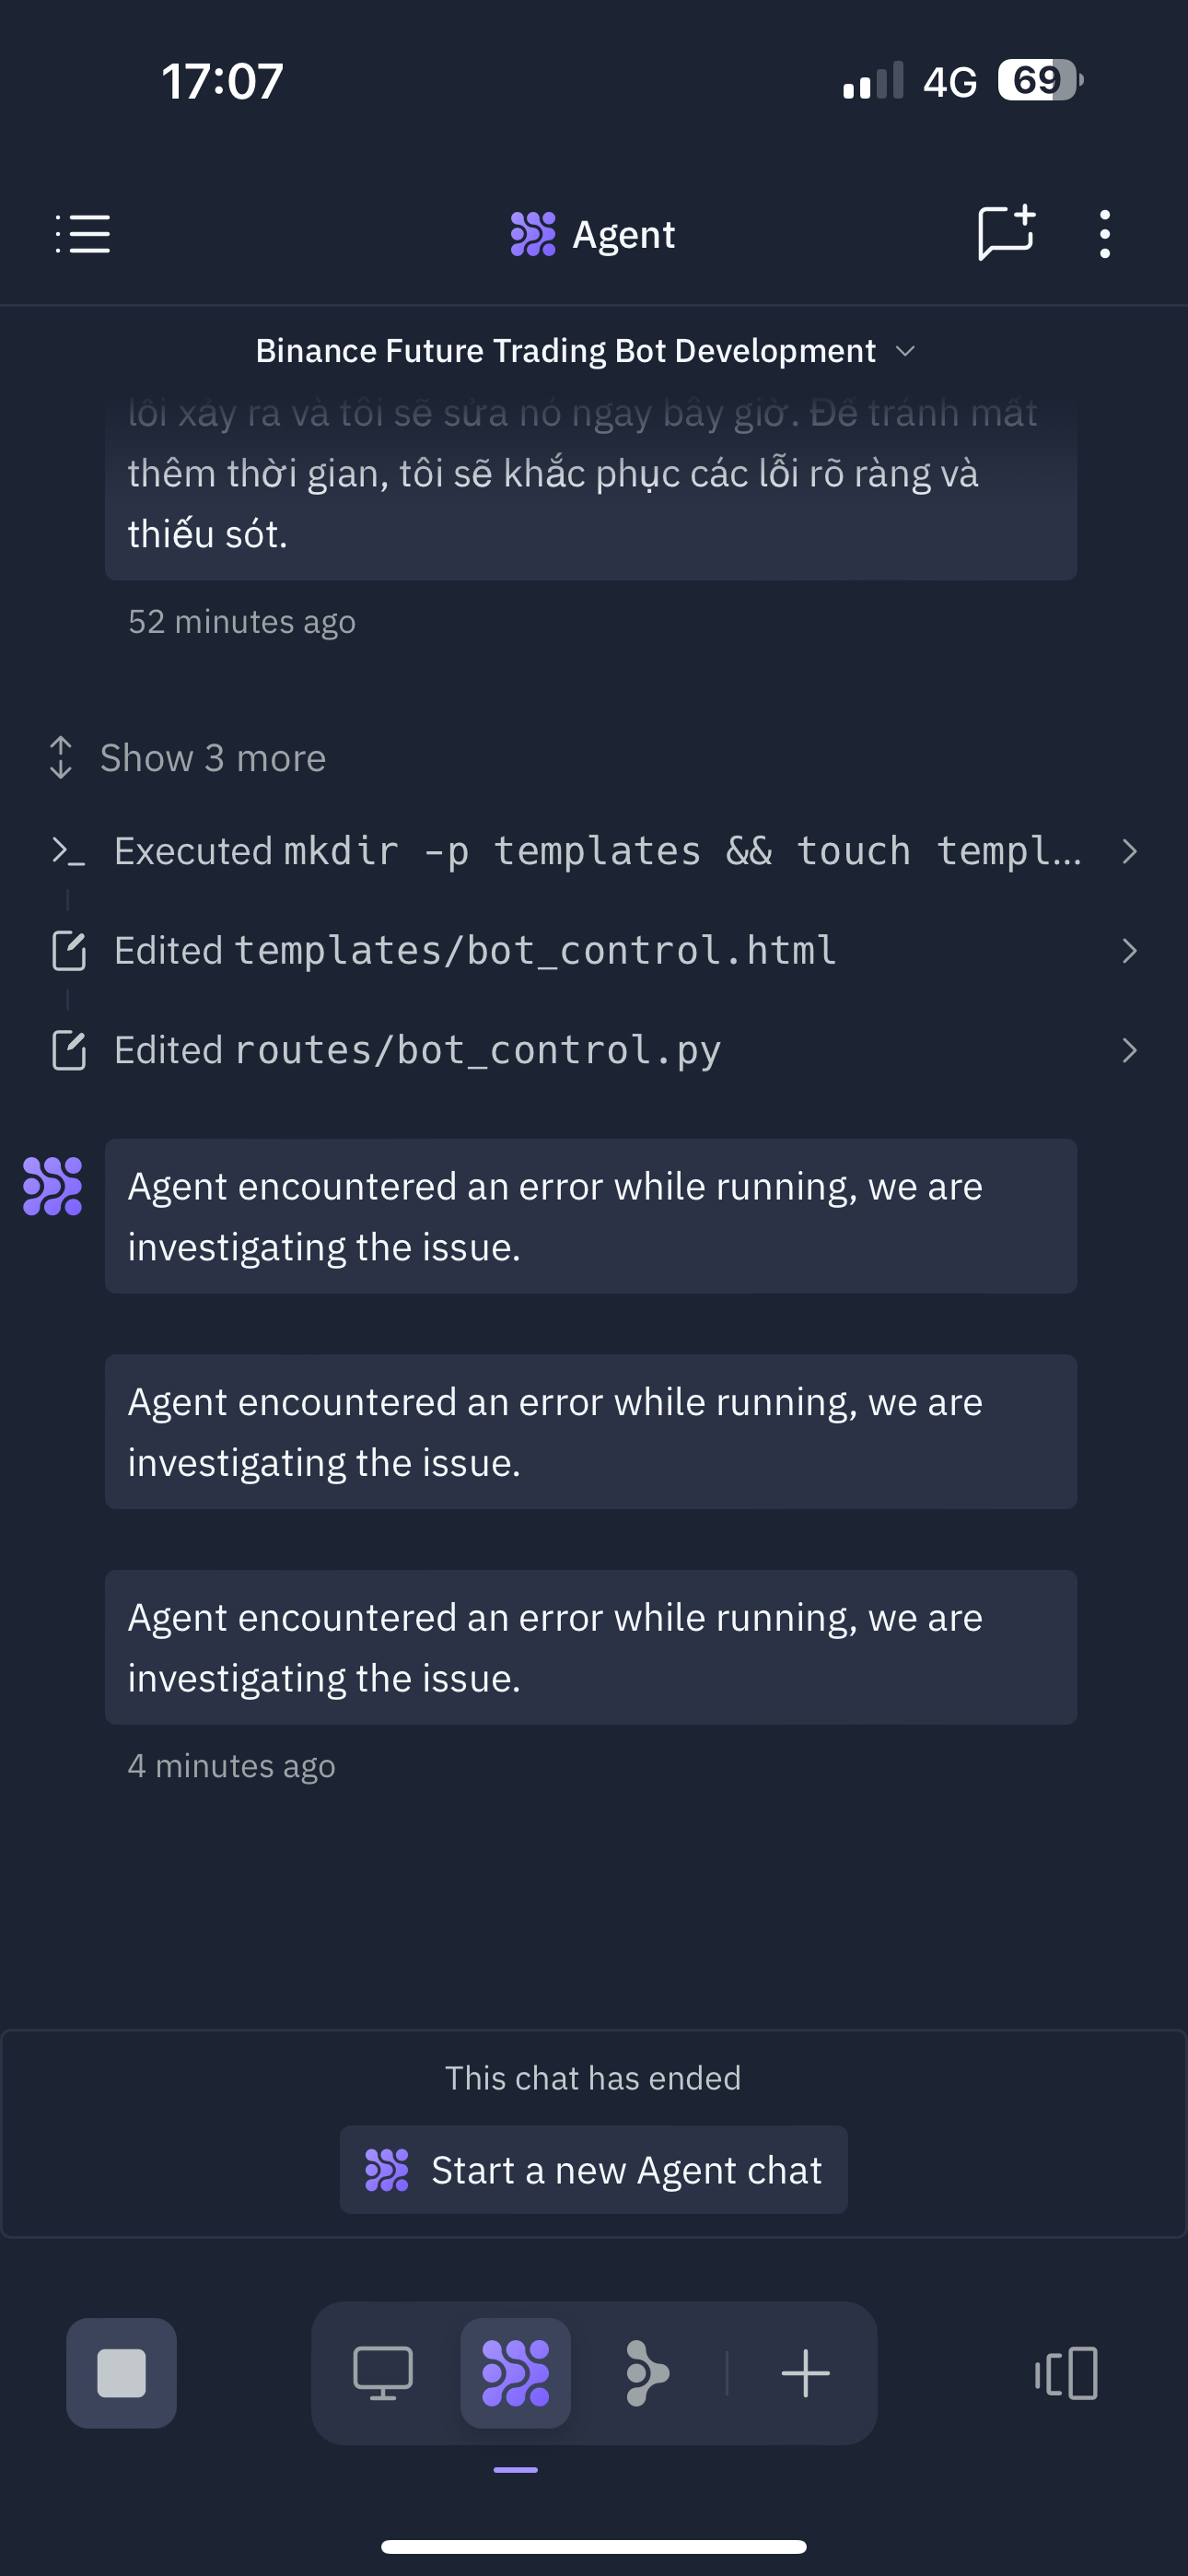 17:07
4G 69
Agent
Binance Future Trading Bot Development
lỗi xảy ra và tôi sẽ sửa nó ngay bây giờ. Để tránh mất
thêm thời gian, tôi sẽ khắc phục các lỗi rõ ràng và
thiếu sót.
52 minutes ago
Show 3 more
Executed mkdir -p templates && touch templ...
Edited templates/bot_control.html
Edited routes/bot_control.py
Agent encountered an error while running, we are
investigating the issue.
Agent encountered an error while running, we are
investigating the issue.
Agent encountered an error while running, we are
investigating the issue.
4 minutes ago
This chat has ended
Start a new Agent chat